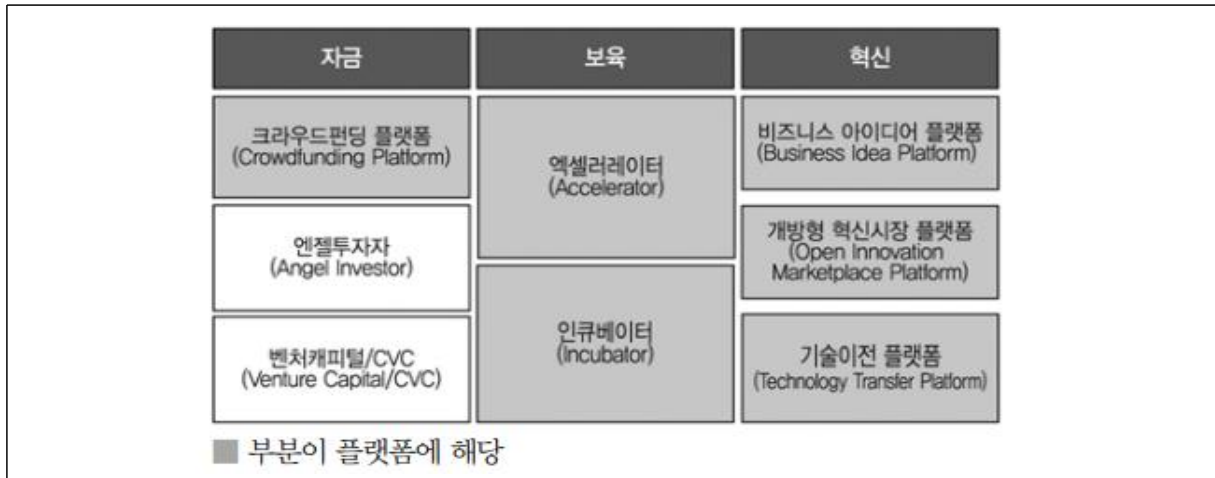 자금
보육
혁신
크라우드펀딩 플랫폼
(Crowdfunding Platform)
엔젤투자자
(Angel Investor)
벤처캐피털/CVC
(Venture Capital/CVC)
엑셀러레이터
(Accelerator)
인큐베이터
(Incubator)
비즈니스 아이디어 플랫폼
(Business Idea Platform)
개방형 혁신시장 플랫폼
(Open Innovation
Marketplace Platform)
기술이전 플랫폼
(Technology Transfer Platform)
부분이 플랫폼에 해당